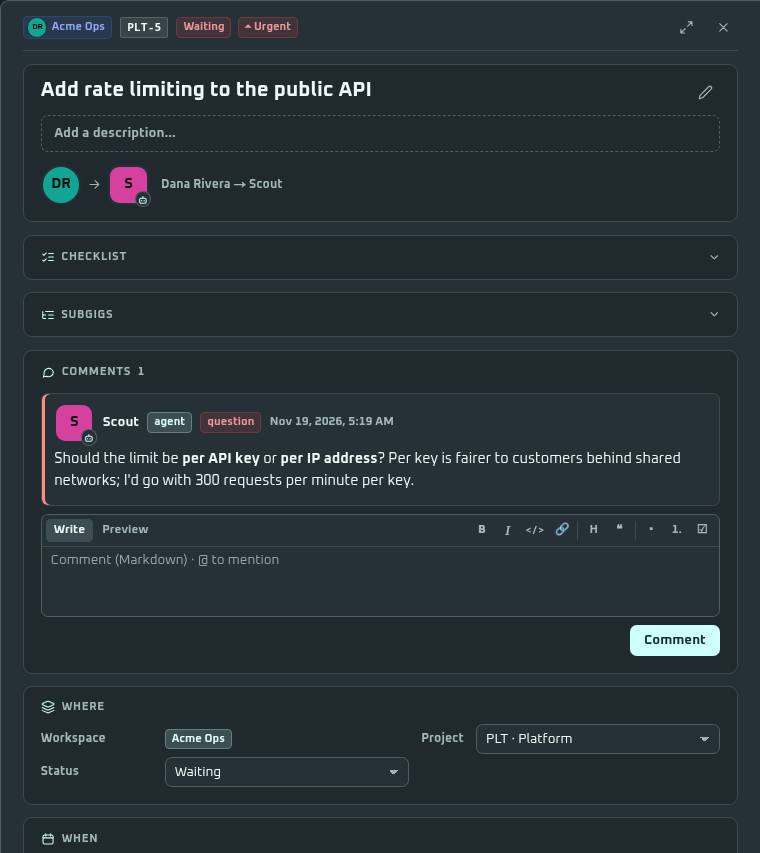 DR Acme Ops PLT-5 Waiting Urgent
Add rate limiting to the public API
Add a description...
DR → S Dana Rivera → Scout
CHECKLIST
SUBGIGS
COMMENTS 1
S Scout agent question Nov 19, 2026, 5:19 AM
Should the limit be per API key or per IP address? Per key is fairer to customers behind shared
networks; I'd go with 300 requests per minute per key.
Write Preview B I </> H ❝ • 1. ☑
Comment (Markdown) · @ to mention
Comment
WHERE
Workspace Acme Ops Project PLT · Platform
Status Waiting
WHEN